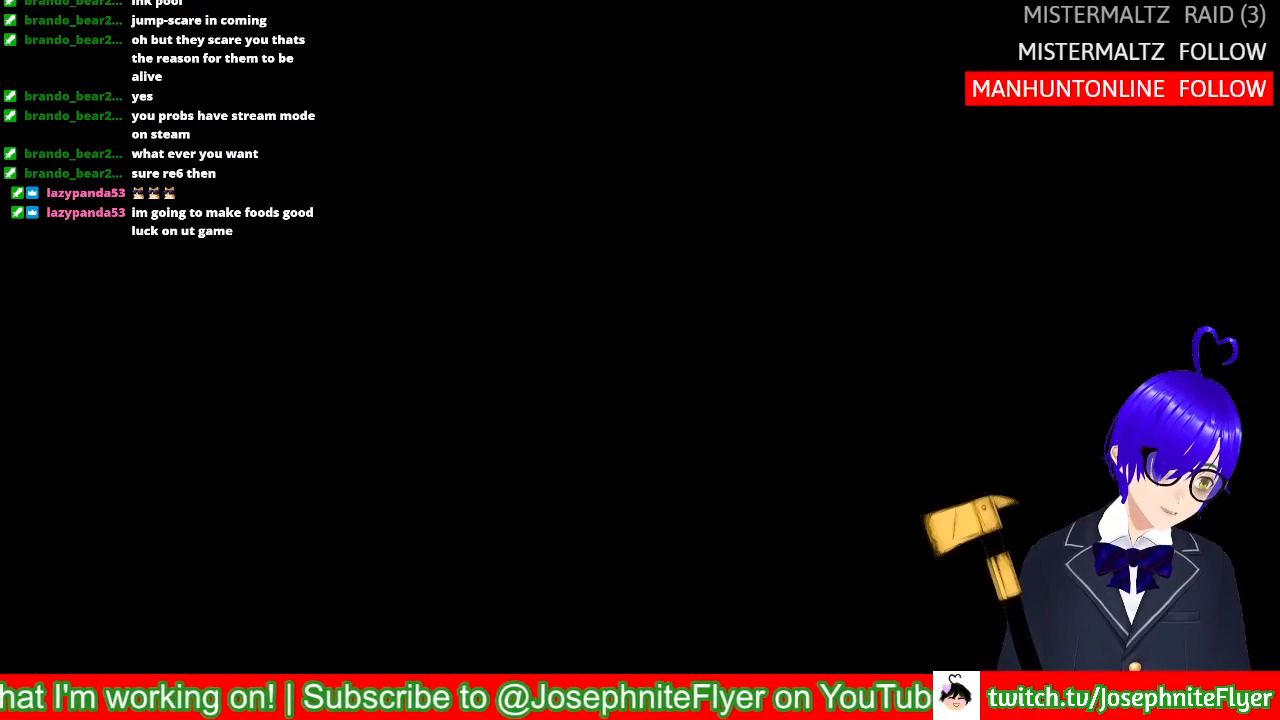 brando_bear2... ink pool
brando_bear2... jump-scare in coming
brando_bear2... oh but they scare you thats
the reason for them to be
alive
brando_bear2... yes
brando_bear2... you probs have stream mode
on steam
brando_bear2... what ever you want
brando_bear2... sure re6 then
lazypanda53
lazypanda53 im going to make foods good
luck on ut game
MISTERMALTZ RAID (3)
MISTERMALTZ FOLLOW
MANHUNTONLINE FOLLOW
hat I'm working on! | Subscribe to @JosephniteFlyer on YouTub
twitch.tv/JosephniteFlyer